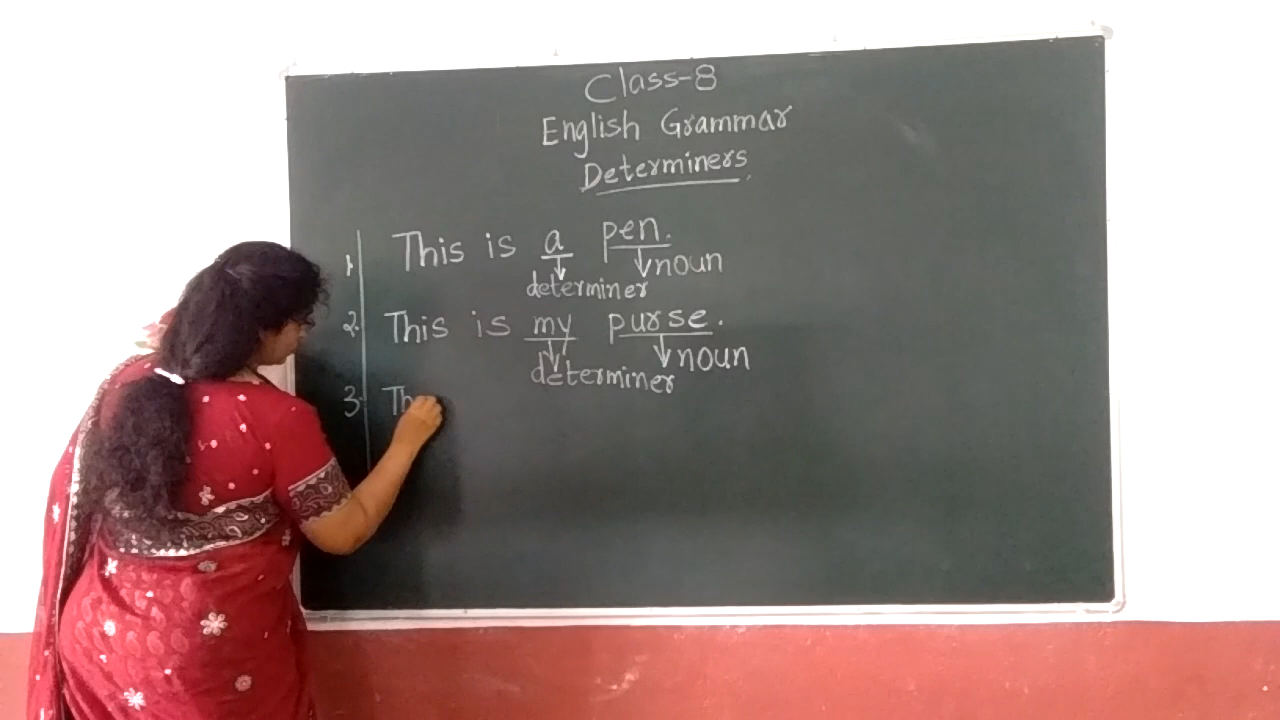 Class-8
English Grammar
Determiners
1. This is a pen.
noun
determiner
2. This is my purse.
noun
determiner
3. Th